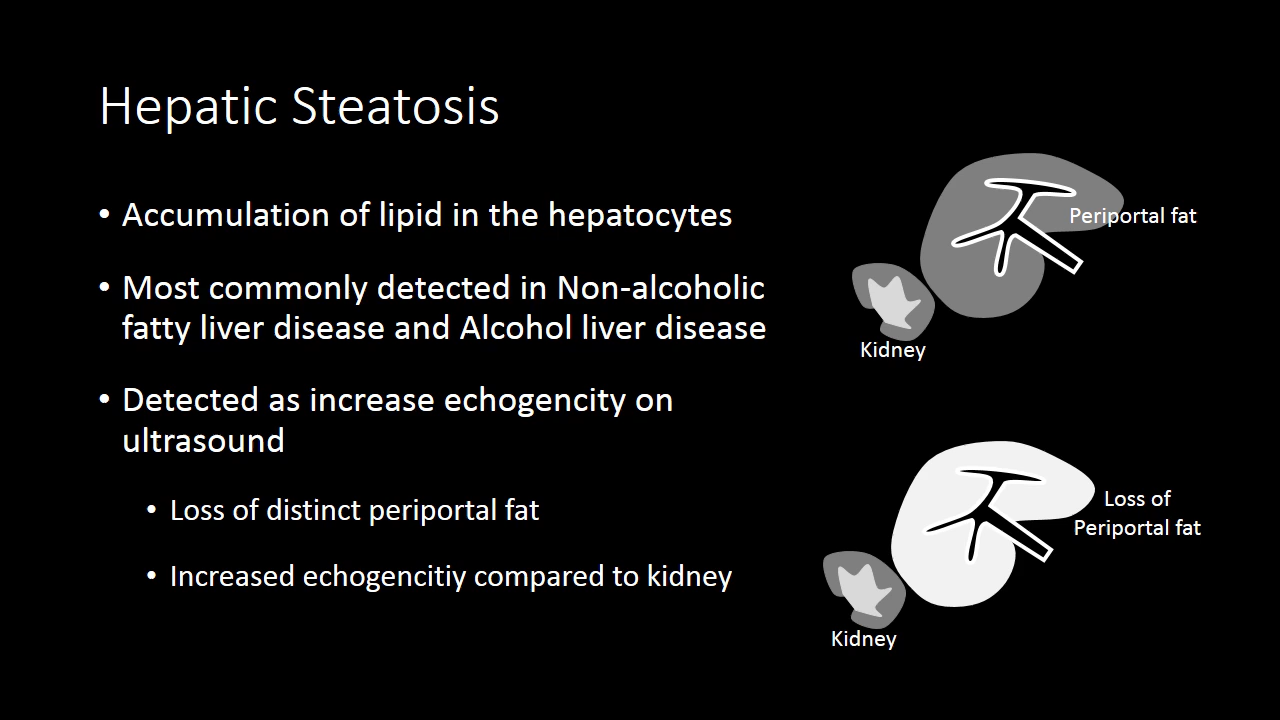 Hepatic Steatosis
• Accumulation of lipid in the hepatocytes
• Most commonly detected in Non-alcoholic
fatty liver disease and Alcohol liver disease
• Detected as increase echogencity on
ultrasound
• Loss of distinct periportal fat
• Increased echogencitiy compared to kidney
Periportal fat
Kidney
Loss of
Periportal fat
Kidney